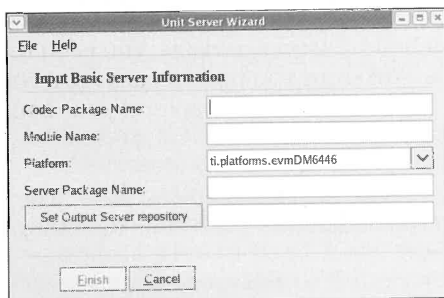 Unit Server Wizard
File Help
Input Basic Server Information
Codec Package Name:
Module Name:
Platform: ti.platforms.evmDM6446
Server Package Name:
Set Output Server repository
Finish Cancel